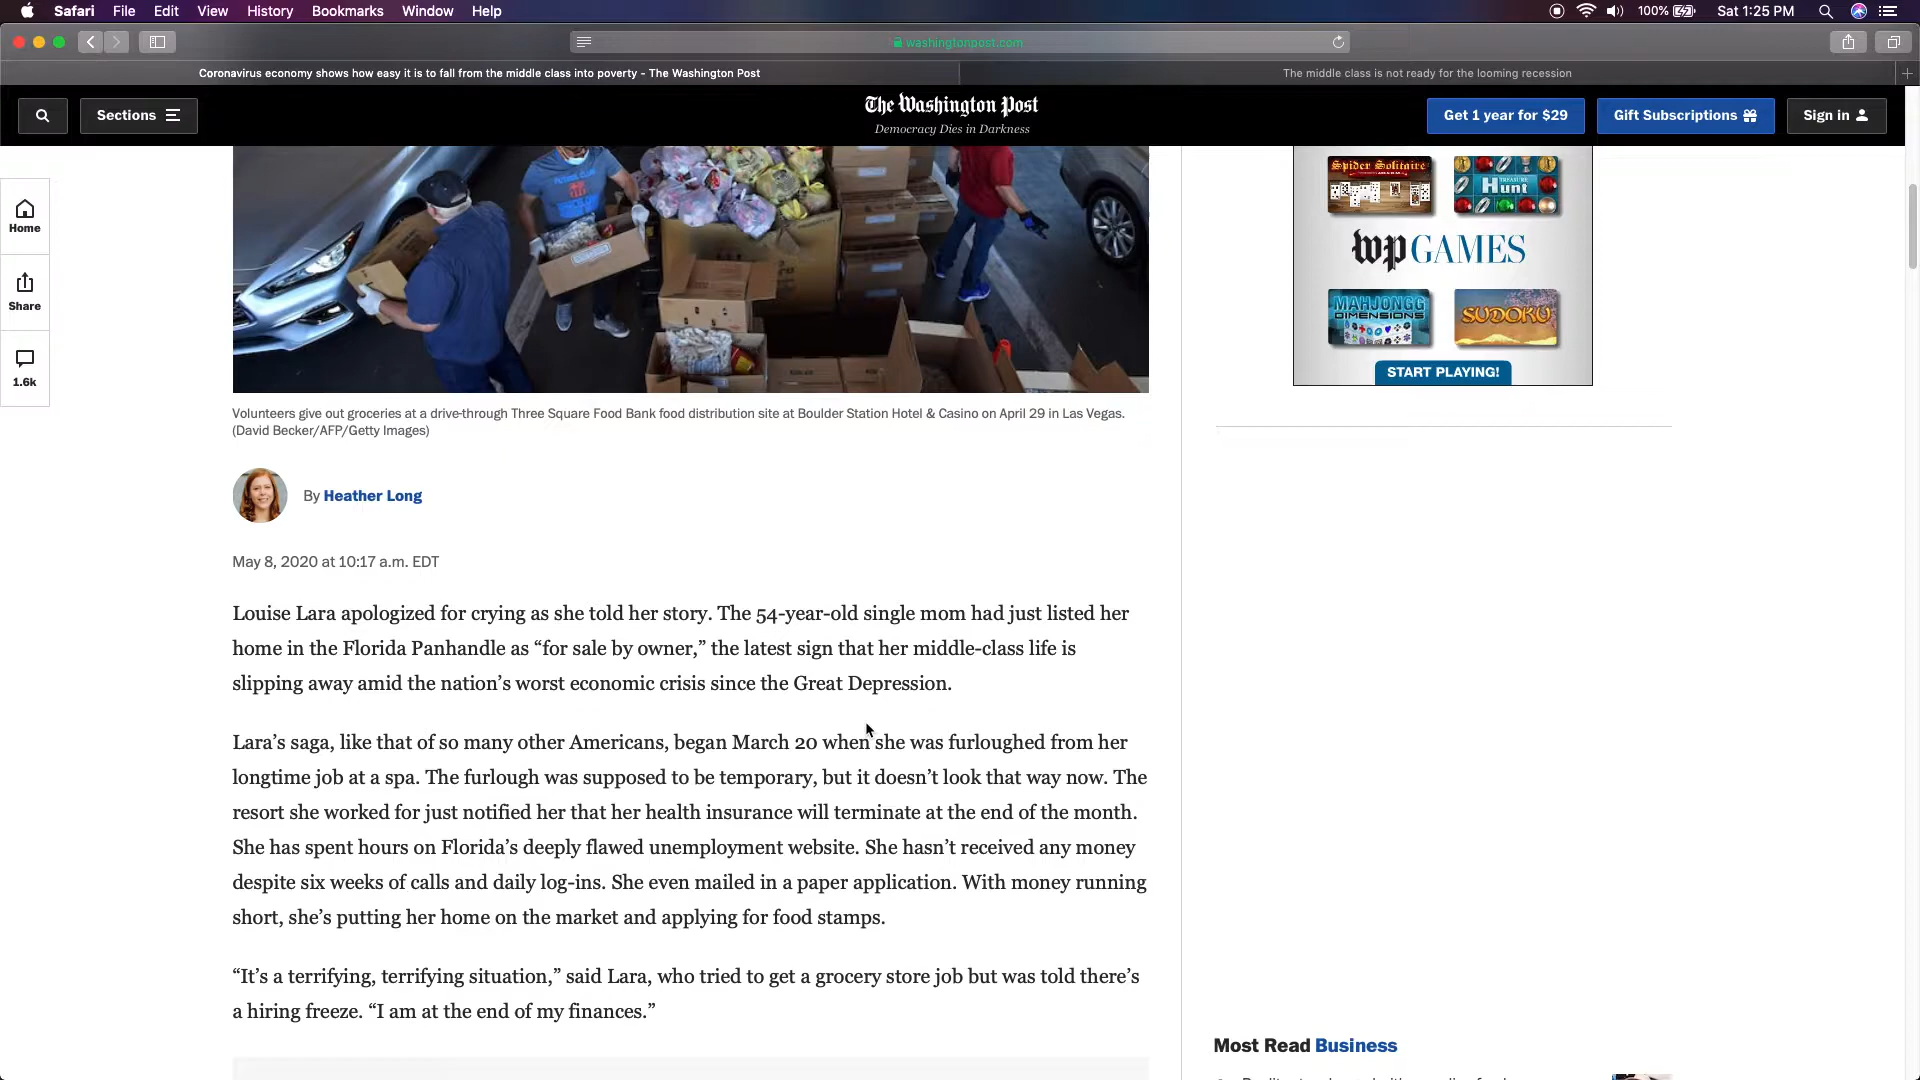 Safari File Edit View History Bookmarks Window Help
100% Sat 1:25 PM
washingtonpost.com
Coronavirus economy shows how easy it is to fall from the middle class into poverty - The Washington Post
The middle class is not ready for the looming recession
Sections
The Washington Post
Democracy Dies in Darkness
Get 1 year for $29
Gift Subscriptions
Sign in
Home
Share
1.6k
Spider Solitaire
TREASURE
Hunt
wp GAMES
MAHJONGG
DIMENSIONS
SUDOKU
START PLAYING!
Volunteers give out groceries at a drive-through Three Square Food Bank food distribution site at Boulder Station Hotel & Casino on April 29 in Las Vegas.
(David Becker/AFP/Getty Images)
By Heather Long
May 8, 2020 at 10:17 a.m. EDT
Louise Lara apologized for crying as she told her story. The 54-year-old single mom had just listed her
home in the Florida Panhandle as “for sale by owner,” the latest sign that her middle-class life is
slipping away amid the nation’s worst economic crisis since the Great Depression.
Lara’s saga, like that of so many other Americans, began March 20 when she was furloughed from her
longtime job at a spa. The furlough was supposed to be temporary, but it doesn’t look that way now. The
resort she worked for just notified her that her health insurance will terminate at the end of the month.
She has spent hours on Florida’s deeply flawed unemployment website. She hasn’t received any money
despite six weeks of calls and daily log-ins. She even mailed in a paper application. With money running
short, she’s putting her home on the market and applying for food stamps.
“It’s a terrifying, terrifying situation,” said Lara, who tried to get a grocery store job but was told there’s
a hiring freeze. “I am at the end of my finances.”
Most Read Business